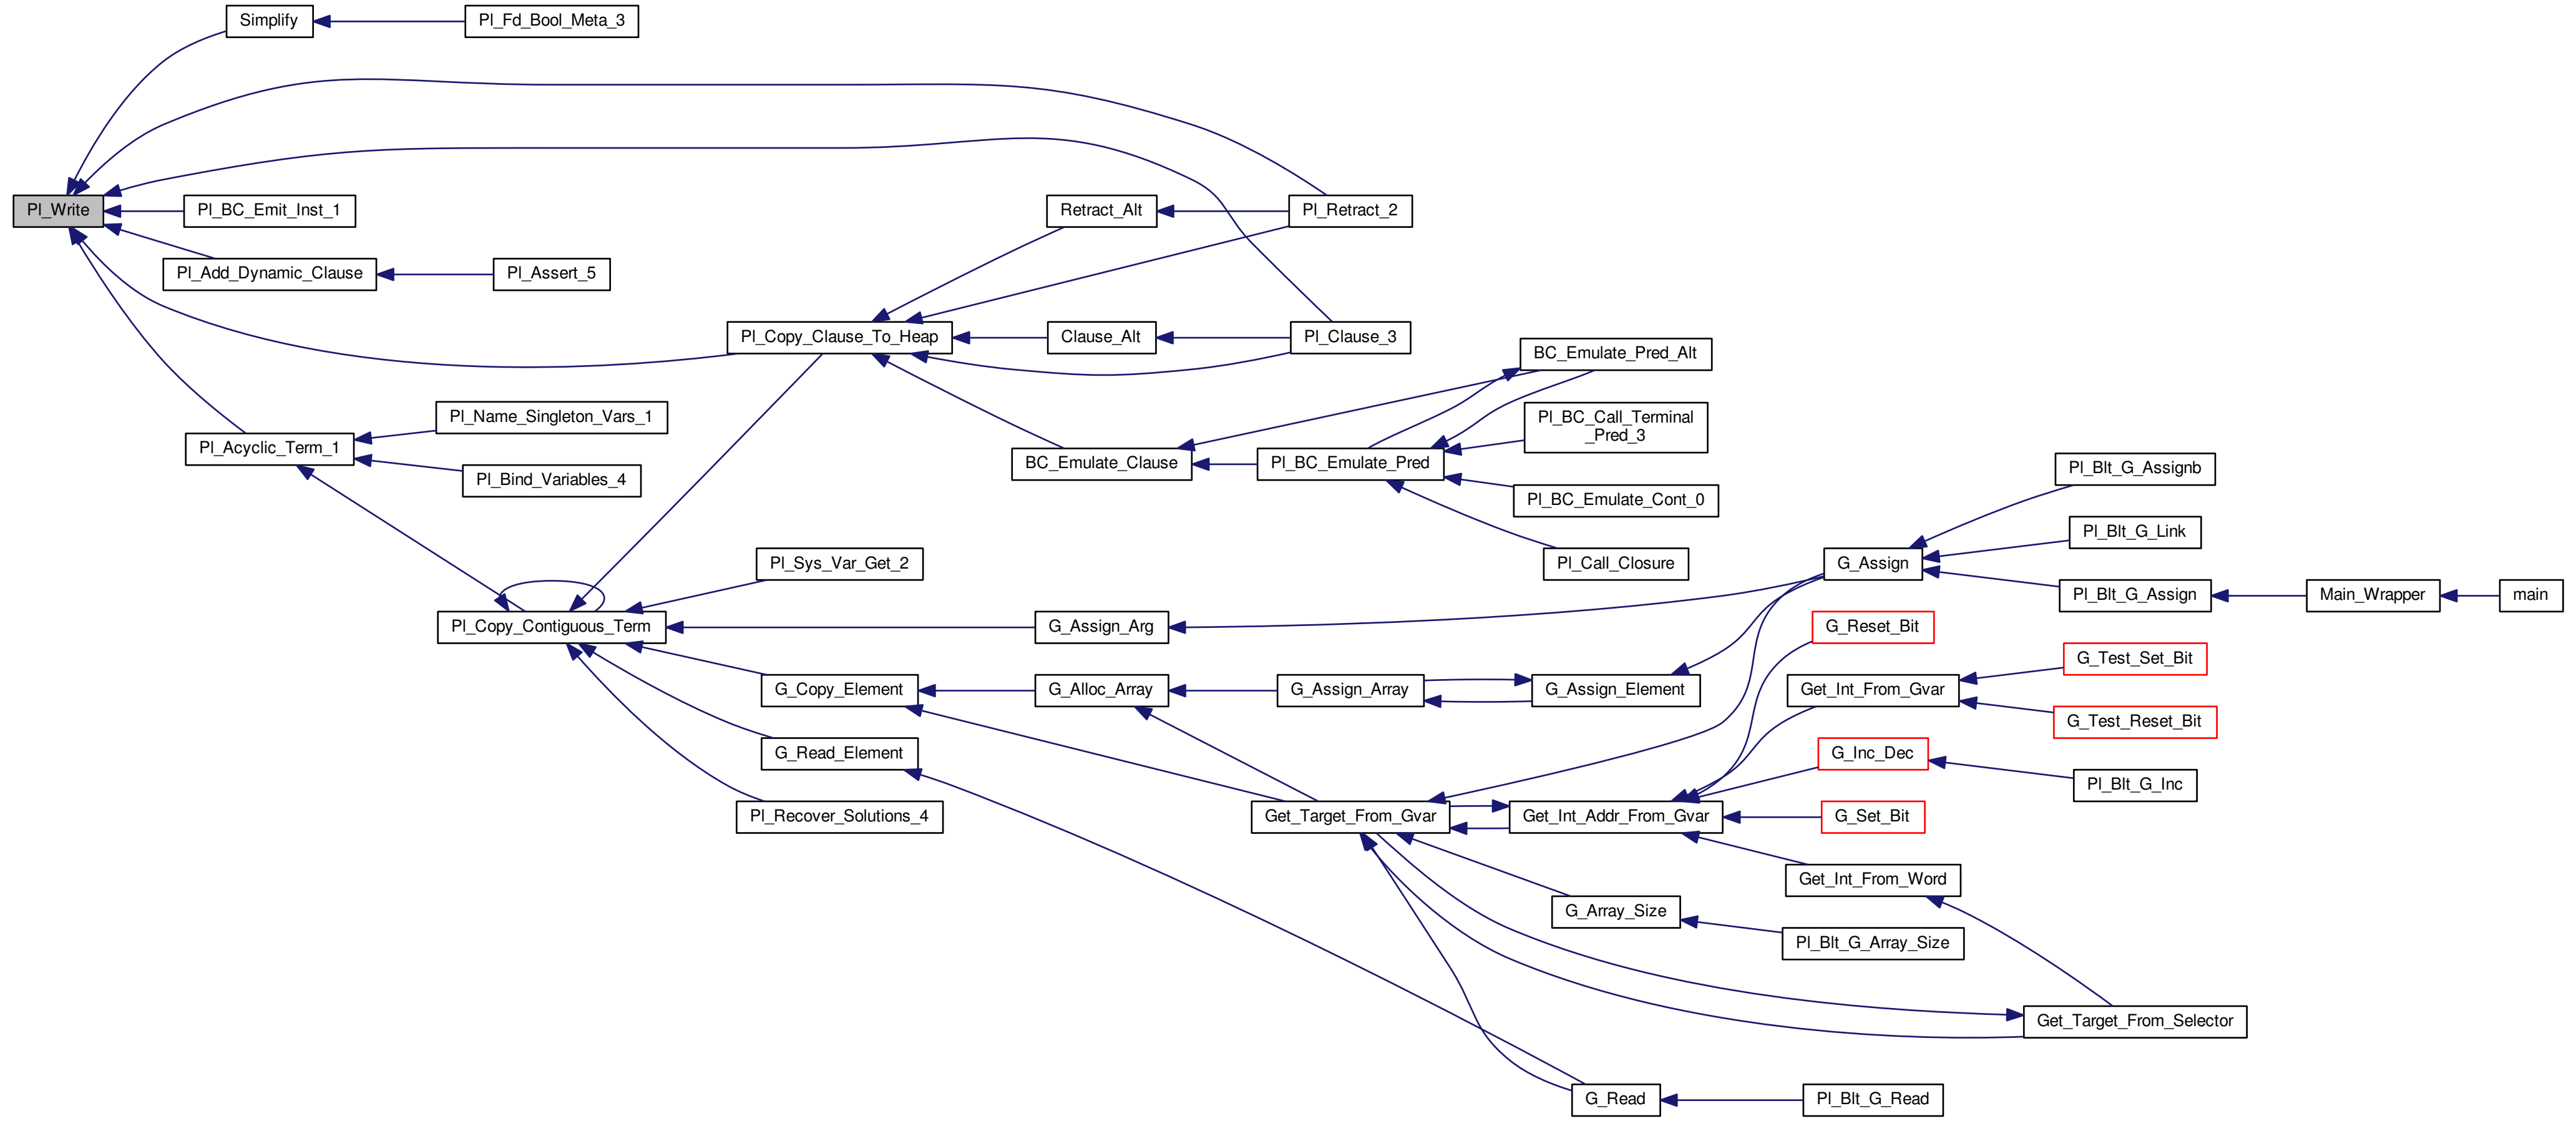 Simplify
Pl_Fd_Bool_Meta_3
Pl_Write
Pl_BC_Emit_Inst_1
Retract_Alt
Pl_Retract_2
Pl_Add_Dynamic_Clause
Pl_Assert_5
Pl_Copy_Clause_To_Heap
Clause_Alt
Pl_Clause_3
BC_Emulate_Pred_Alt
Pl_Name_Singleton_Vars_1
Pl_BC_Call_Terminal
_Pred_3
Pl_Acyclic_Term_1
BC_Emulate_Clause
Pl_BC_Emulate_Pred
Pl_Blt_G_Assignb
Pl_Bind_Variables_4
Pl_BC_Emulate_Cont_0
Pl_Blt_G_Link
Pl_Sys_Var_Get_2
Pl_Call_Closure
G_Assign
Pl_Blt_G_Assign
Main_Wrapper
main
Pl_Copy_Contiguous_Term
G_Assign_Arg
G_Reset_Bit
G_Test_Set_Bit
G_Copy_Element
G_Alloc_Array
G_Assign_Array
G_Assign_Element
Get_Int_From_Gvar
G_Test_Reset_Bit
G_Read_Element
G_Inc_Dec
Pl_Blt_G_Inc
Pl_Recover_Solutions_4
Get_Target_From_Gvar
Get_Int_Addr_From_Gvar
G_Set_Bit
Get_Int_From_Word
G_Array_Size
Pl_Blt_G_Array_Size
Get_Target_From_Selector
G_Read
Pl_Blt_G_Read